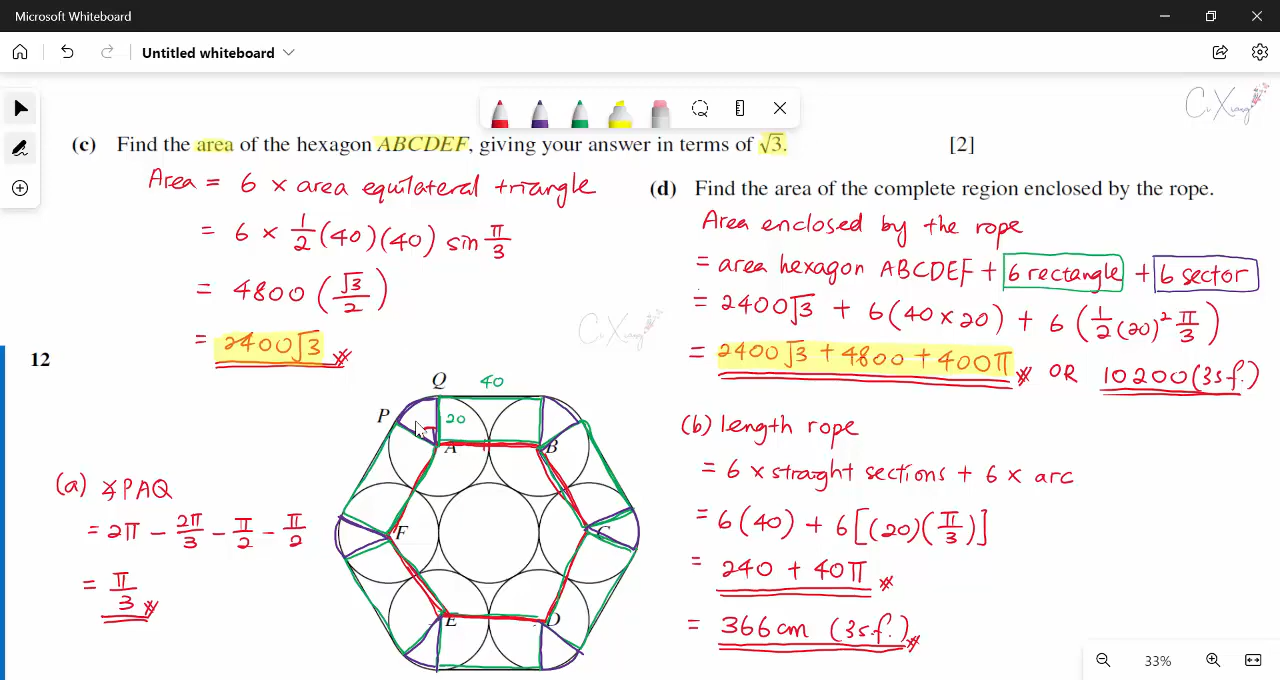 Microsoft Whiteboard
Untitled whiteboard
Ci Xiang
(c) Find the area of the hexagon ABCDEF, giving your answer in terms of √3. [2]
Area = 6 × area equilateral triangle
= 6 × 1/2 (40)(40) sin π/3
= 4800 (√3/2)
= 2400√3
Ci Xiang
(d) Find the area of the complete region enclosed by the rope.
Area enclosed by the rope
= area hexagon ABCDEF + 6 rectangle + 6 sector
= 2400√3 + 6(40 × 20) + 6(1/2 (20)² π/3)
= 2400√3 + 4800 + 400π OR 10200 (3s.f.)
12
Q 40
P 20
A B
F C
E D
(a) ∡PAQ
= 2π − 2π/3 − π/2 − π/2
= π/3
(b) length rope
= 6 × straight sections + 6 × arc
= 6(40) + 6[(20)(π/3)]
= 240 + 40π
= 366 cm (3s.f.)
33%